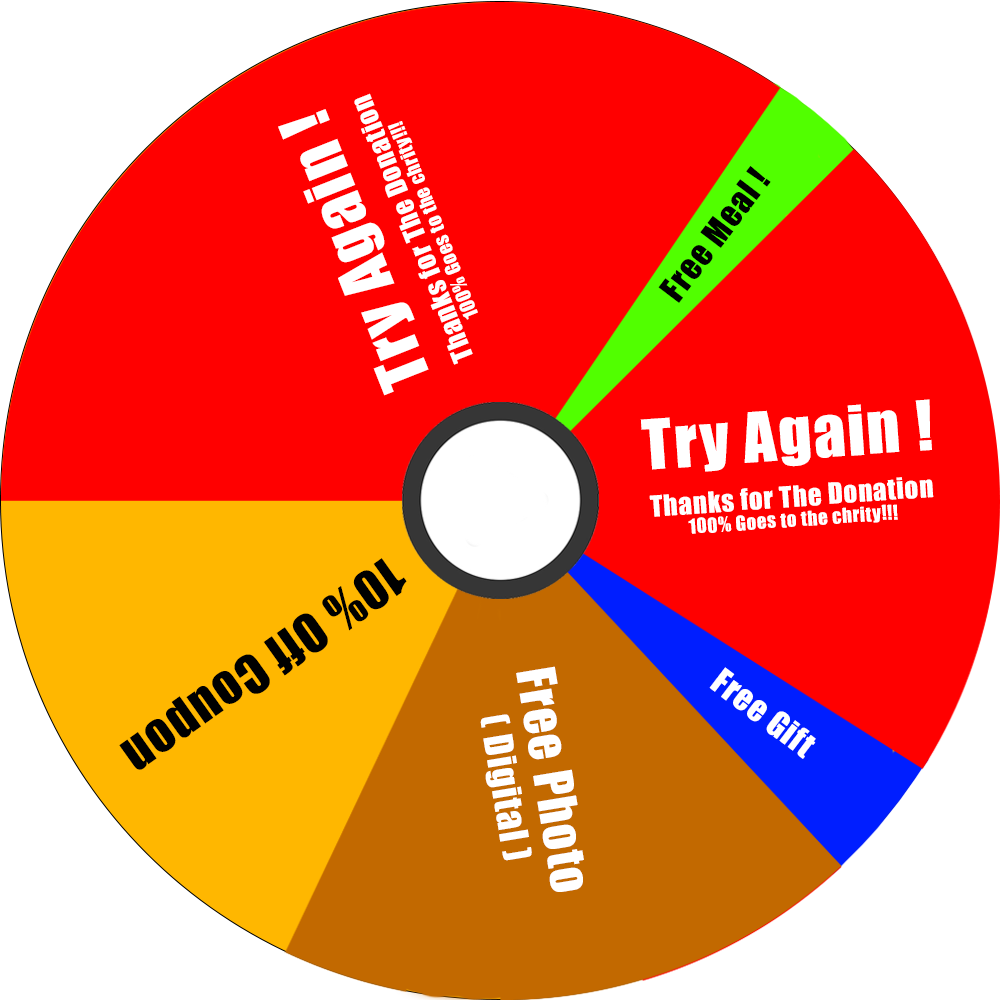 Try Again !
Thanks for The Donation
100% Goes to the chrity!!!
Free Meal !
Try Again !
Thanks for The Donation
100% Goes to the chrity!!!
Free Gift
Free Photo
( Digital )
10% Off Coupon